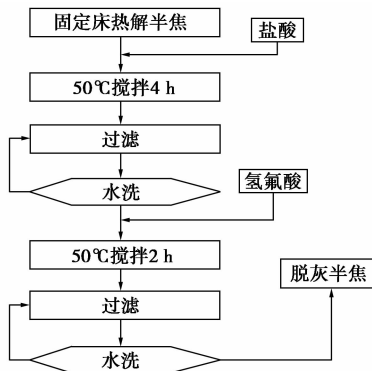 固定床热解半焦
盐酸
50℃搅拌4 h
过滤
水洗
氢氟酸
50℃搅拌2 h
脱灰半焦
过滤
水洗